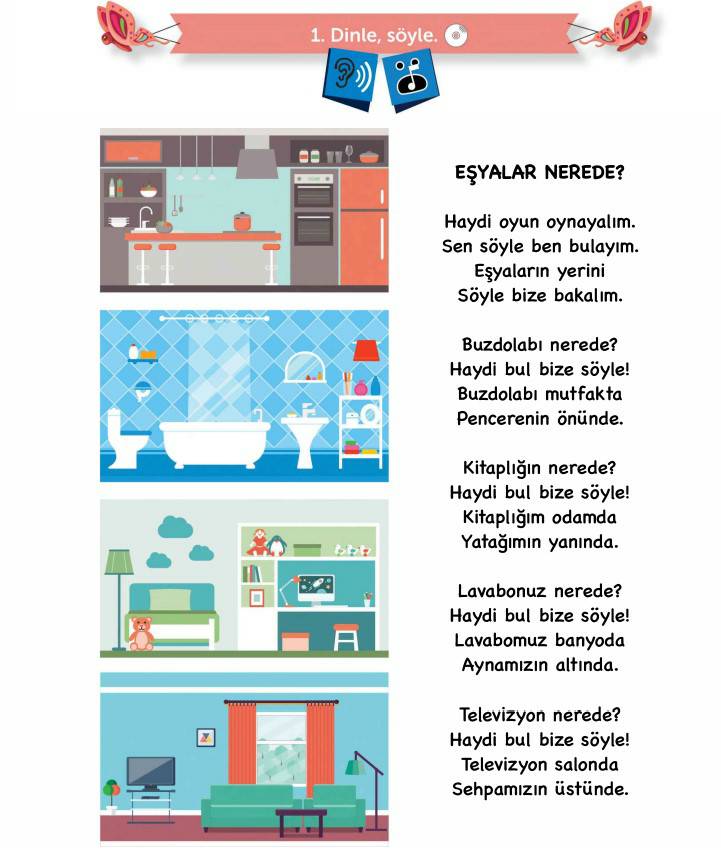 1. Dinle, söyle.
EŞYALAR NEREDE?
Haydi oyun oynayalım.
Sen söyle ben bulayım.
Eşyaların yerini
Söyle bize bakalım.
Buzdolabı nerede?
Haydi bul bize söyle!
Buzdolabı mutfakta
Pencerenin önünde.
Kitaplığın nerede?
Haydi bul bize söyle!
Kitaplığım odamda
Yatağımın yanında.
Lavabonuz nerede?
Haydi bul bize söyle!
Lavabomuz banyoda
Aynamızın altında.
Televizyon nerede?
Haydi bul bize söyle!
Televizyon salonda
Sehpamızın üstünde.